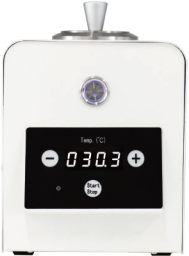 Temp.(℃)
− 030.3 +
Start
Stop